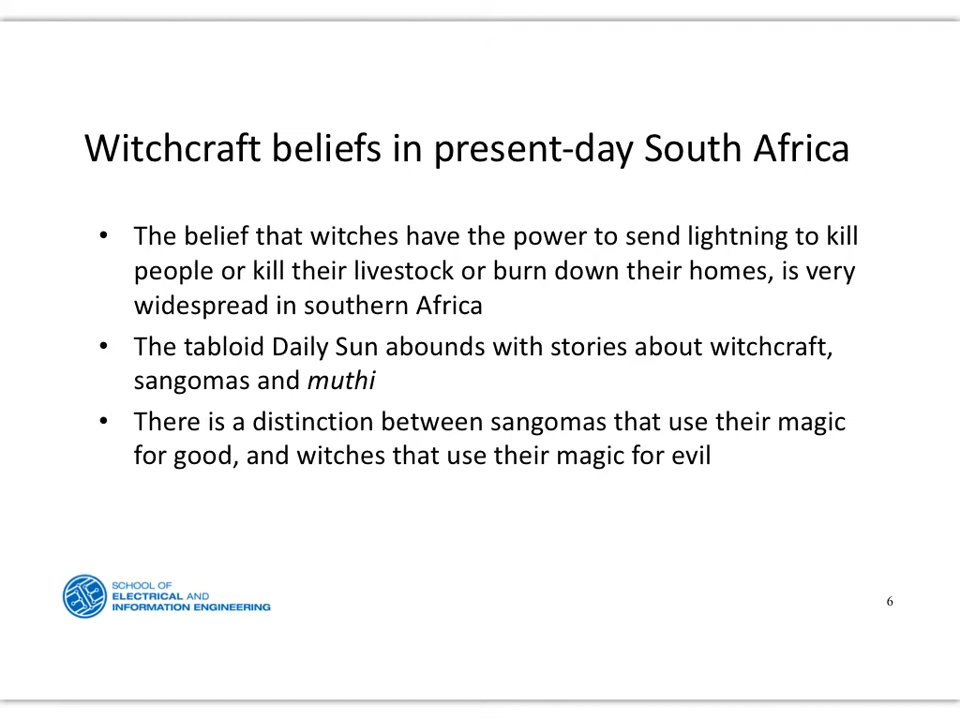 Witchcraft beliefs in present-day South Africa
• The belief that witches have the power to send lightning to kill
people or kill their livestock or burn down their homes, is very
widespread in southern Africa
• The tabloid Daily Sun abounds with stories about witchcraft,
sangomas and muthi
• There is a distinction between sangomas that use their magic
for good, and witches that use their magic for evil
SCHOOL OF
ELECTRICAL AND
INFORMATION ENGINEERING
6